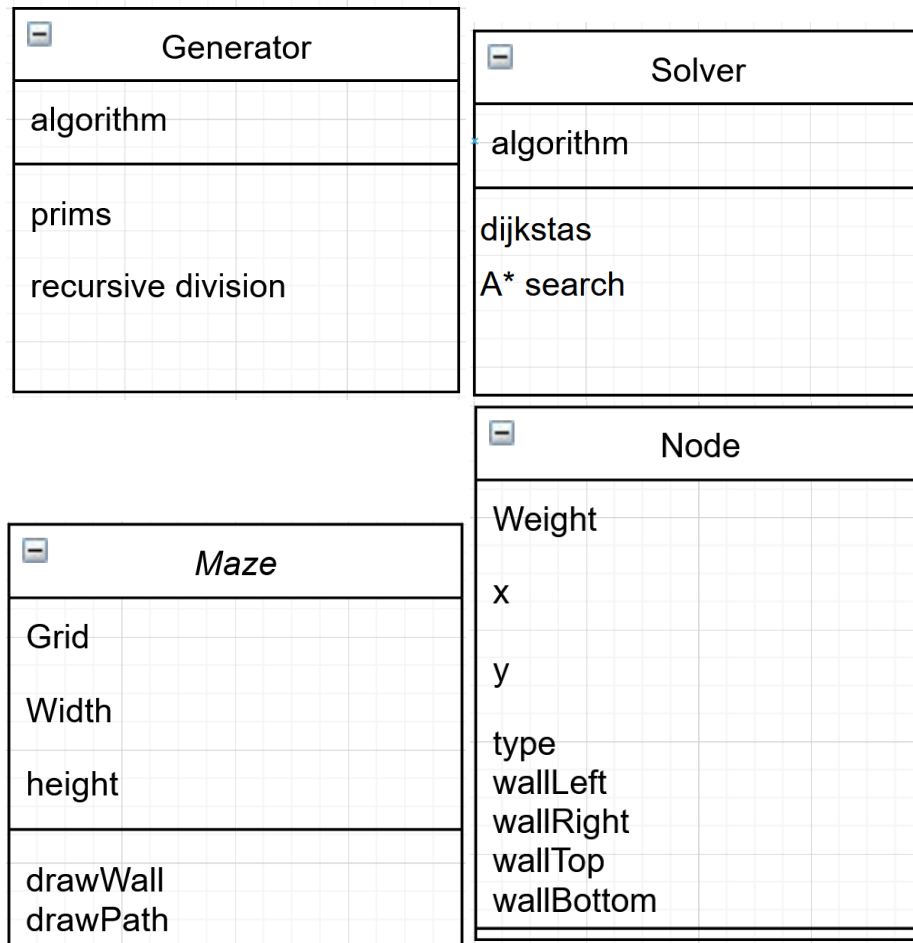 Generator
algorithm
prims
recursive division
Solver
algorithm
dijkstas
A* search
Maze
Grid
Width
height
drawWall
drawPath
Node
Weight
x
y
type
wallLeft
wallRight
wallTop
wallBottom